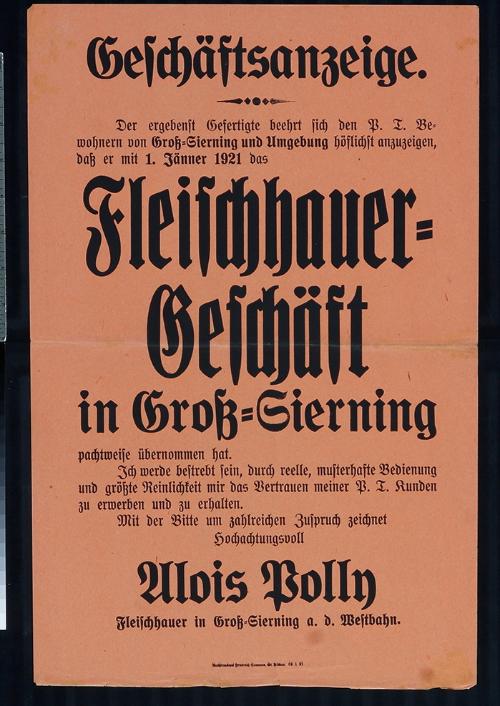 Geschäftsanzeige.
Der ergebenst Gefertigte beehrt sich den P. T. Be-
wohnern von Groß-Sierning und Umgebung höflichst anzuzeigen,
daß er mit 1. Jänner 1921 das
Fleischhauer-
Geschäft
in Groß-Sierning
pachtweise übernommen hat.
Ich werde bestrebt sein, durch reelle, musterhafte Bedienung
und größte Reinlichkeit mir das Vertrauen meiner P. T. Kunden
zu erwerben und zu erhalten.
Mit der Bitte um zahlreichen Zuspruch zeichnet
Hochachtungsvoll
Alois Polly
Fleischhauer in Groß-Sierning a. d. Westbahn.
St. Pölten.